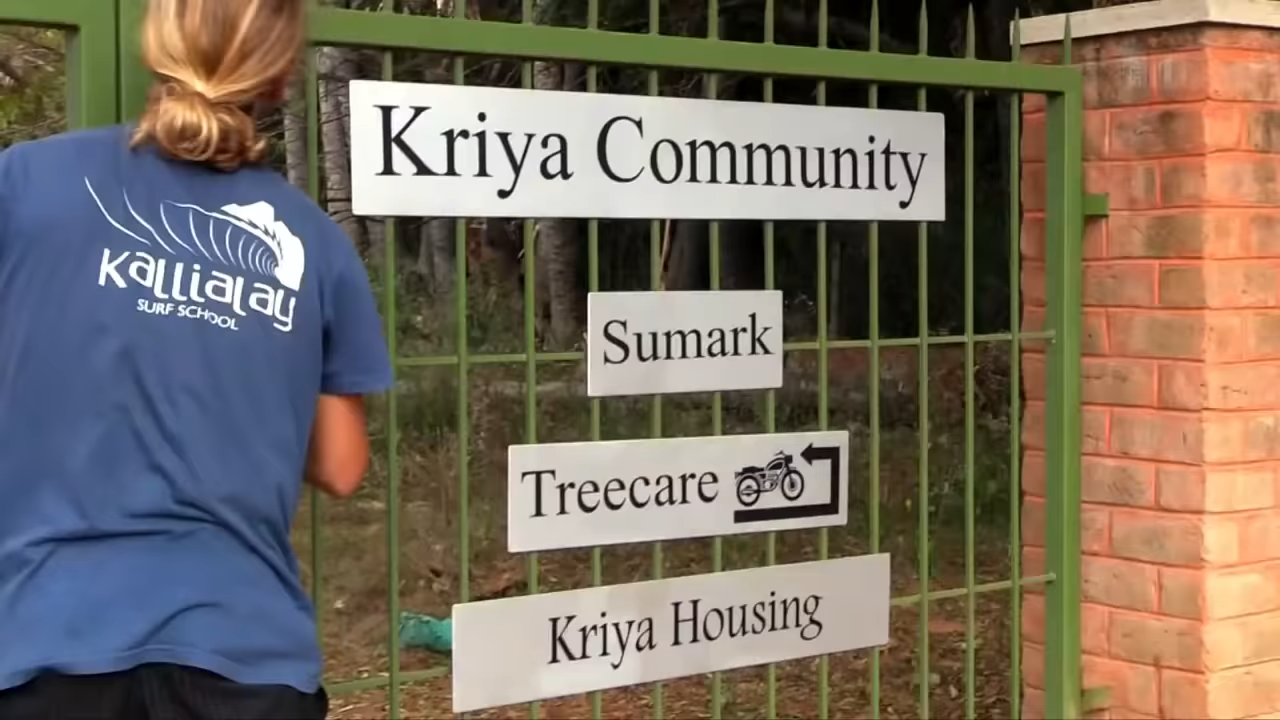 Kallialay
SURF SCHOOL
Kriya Community
Sumark
Treecare
Kriya Housing